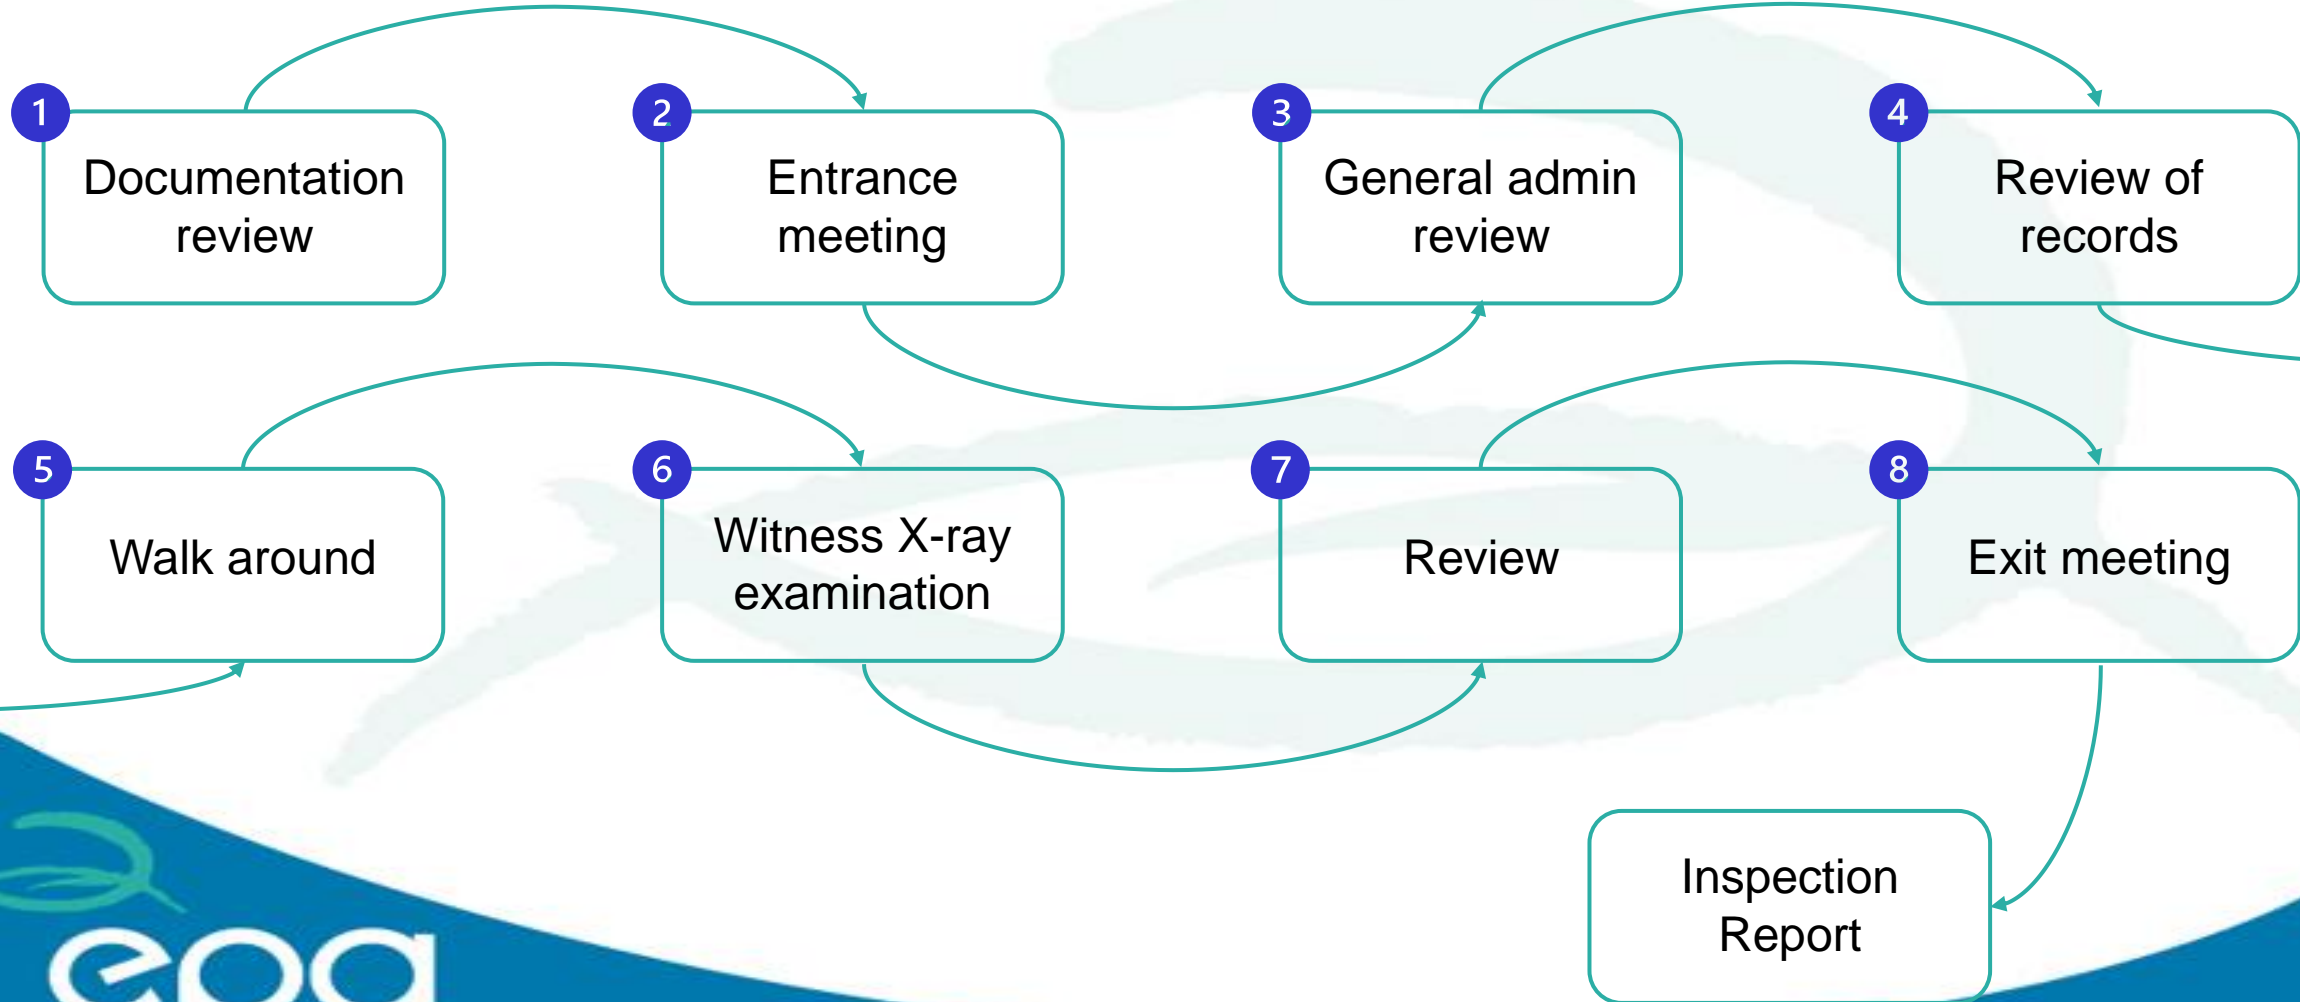 1
Documentation
review
2
Entrance
meeting
3
General admin
review
4
Review of
records
5
Walk around
6
Witness X-ray
examination
7
Review
8
Exit meeting
Inspection
Report
epa